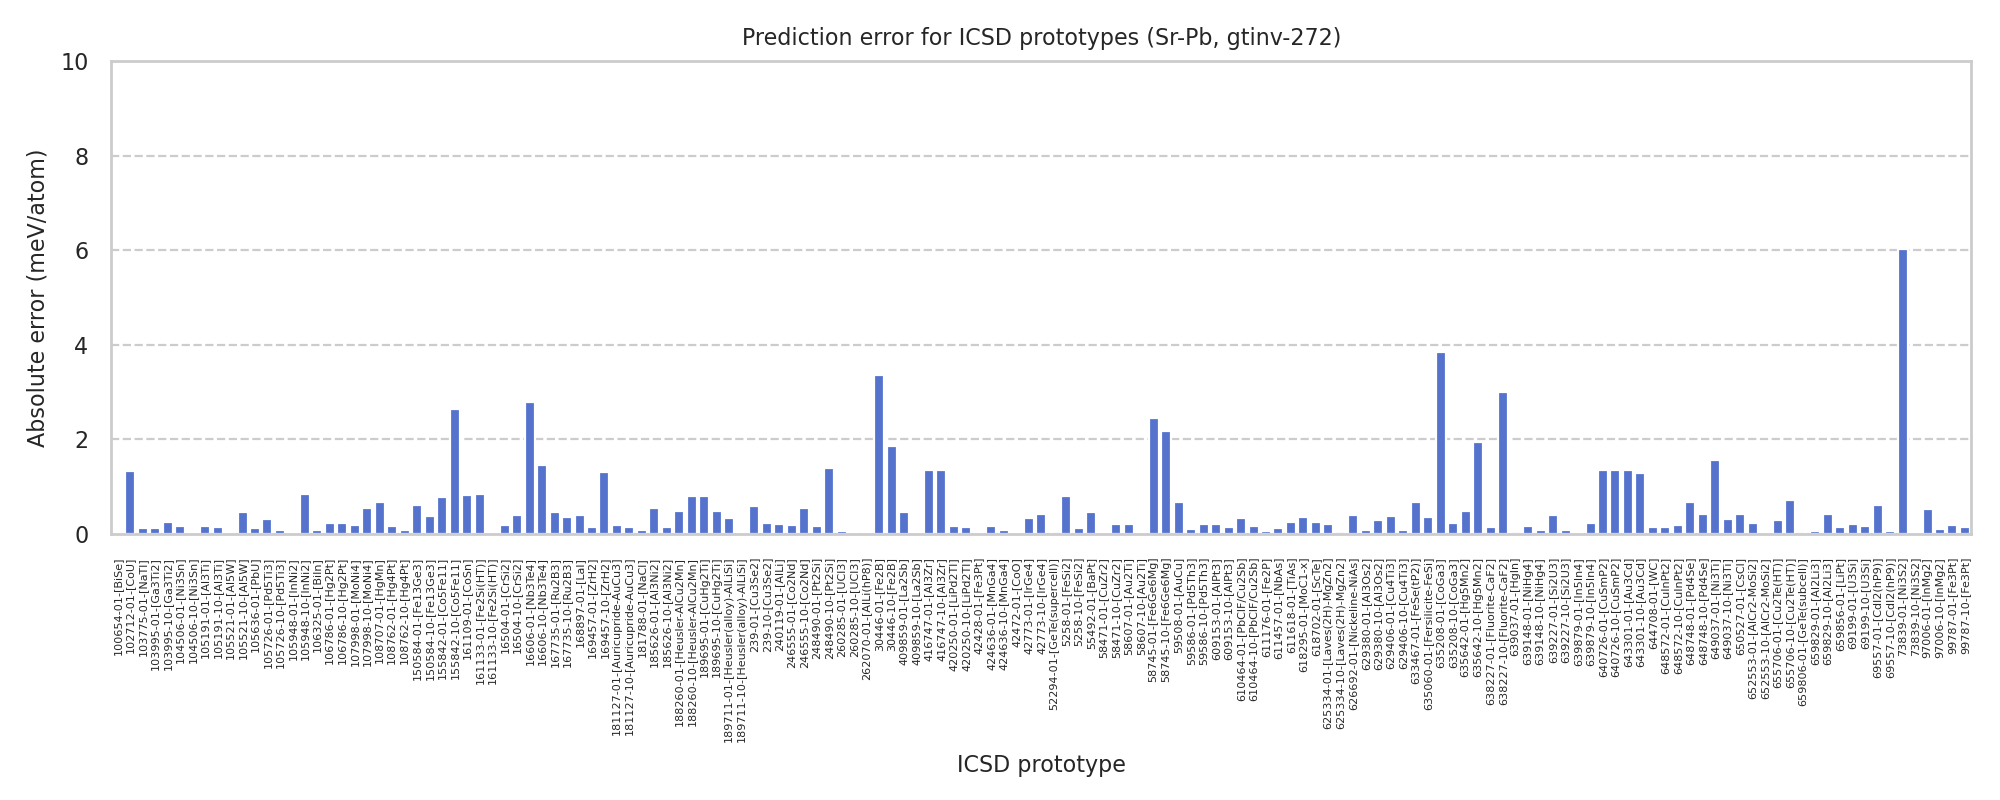 Prediction error for ICSD prototypes (Sr-Pb, gtinv-272)
Absolute error (meV/atom)
10
8
6
4
2
0
100654-01-[BiSe]
102712-01-[CoU]
103775-01-[NaTl]
103995-01-[Ga3Ti2]
103995-10-[Ga3Ti2]
104506-01-[Ni3Sn]
104506-10-[Ni3Sn]
105191-01-[Al3Ti]
105191-10-[Al3Ti]
105521-01-[Al5W]
105521-10-[Al5W]
105636-01-[PbU]
105726-01-[Pd5Ti3]
105726-10-[Pd5Ti3]
105948-01-[InNi2]
105948-10-[InNi2]
106325-01-[BiIn]
106786-01-[Hg2Pt]
106786-10-[Hg2Pt]
107998-01-[MoNi4]
107998-10-[MoNi4]
108707-01-[HgMn]
108762-01-[Hg4Pt]
108762-10-[Hg4Pt]
150584-01-[Fe13Ge3]
150584-10-[Fe13Ge3]
155842-01-[Co5Fe11]
155842-10-[Co5Fe11]
161109-01-[CoSn]
161133-01-[Fe2Si(HT)]
161133-10-[Fe2Si(HT)]
16504-01-[CrSi2]
16504-10-[CrSi2]
166006-01-[Nb3Te4]
166006-10-[Nb3Te4]
167735-01-[Ru2B3]
167735-10-[Ru2B3]
168897-01-[LaI]
169457-01-[ZrH2]
169457-10-[ZrH2]
181127-01-[Auricupride-AuCu3]
181127-10-[Auricupride-AuCu3]
181788-01-[NaCl]
185626-01-[Al3Ni2]
185626-10-[Al3Ni2]
188260-01-[Heusler-AlCu2Mn]
188260-10-[Heusler-AlCu2Mn]
189695-01-[CuHg2Ti]
189695-10-[CuHg2Ti]
189711-01-[Heusler(alloy)-AlLiSi]
189711-10-[Heusler(alloy)-AlLiSi]
239-01-[Cu3Se2]
239-10-[Cu3Se2]
240119-01-[AlLi]
246555-01-[Co2Nd]
246555-10-[Co2Nd]
248490-01-[Pt2Si]
248490-10-[Pt2Si]
260285-01-[UCl3]
260285-10-[UCl3]
262070-01-[AlLi(hP8)]
30446-01-[Fe2B]
30446-10-[Fe2B]
409859-01-[La2Sb]
409859-10-[La2Sb]
416747-01-[Al3Zr]
416747-10-[Al3Zr]
420250-01-[LiPd2Tl]
420250-10-[LiPd2Tl]
42428-01-[Fe3Pt]
424636-01-[MnGa4]
424636-10-[MnGa4]
42472-01-[CoO]
42773-01-[IrGe4]
42773-10-[IrGe4]
52294-01-[GeTe(supercell)]
5258-01-[FeSi2]
5258-10-[FeSi2]
55492-01-[BaPt]
58471-01-[CuZr2]
58471-10-[CuZr2]
58607-01-[Au2Ti]
58607-10-[Au2Ti]
58745-01-[Fe6Ge6Mg]
58745-10-[Fe6Ge6Mg]
59508-01-[AuCu]
59586-01-[Pd5Th3]
59586-10-[Pd5Th3]
609153-01-[AlPt3]
609153-10-[AlPt3]
610464-01-[PbClF/Cu2Sb]
610464-10-[PbClF/Cu2Sb]
611176-01-[Fe2P]
611457-01-[NbAs]
611618-01-[TiAs]
618295-01-[MoC1-x]
618702-01-[ScTe]
625334-01-[Laves(2H)-MgZn2]
625334-10-[Laves(2H)-MgZn2]
626692-01-[Nickeline-NiAs]
629380-01-[Al3Os2]
629380-10-[Al3Os2]
629406-01-[Cu4Ti3]
629406-10-[Cu4Ti3]
633467-01-[FeSe(tP2)]
635060-01-[Fersilicite-FeSi]
635208-01-[CoGa3]
635208-10-[CoGa3]
635642-01-[Hg5Mn2]
635642-10-[Hg5Mn2]
638227-01-[Fluorite-CaF2]
638227-10-[Fluorite-CaF2]
639037-01-[HgIn]
639148-01-[NiHg4]
639148-10-[NiHg4]
639227-01-[Si2U3]
639227-10-[Si2U3]
639879-01-[In5In4]
639879-10-[In5In4]
640726-01-[CuSmP2]
640726-10-[CuSmP2]
643301-01-[Au3Cd]
643301-10-[Au3Cd]
644708-01-[WC]
648572-01-[CuInPt2]
648572-10-[CuInPt2]
648748-01-[Pd4Se]
648748-10-[Pd4Se]
649037-01-[Ni3Ti]
649037-10-[Ni3Ti]
650527-01-[CsCl]
652553-01-[AlCr2-MoSi2]
652553-10-[AlCr2-MoSi2]
655706-01-[Cu2Te(HT)]
655706-10-[Cu2Te(HT)]
659806-01-[GeTe(subcell)]
659829-01-[Al2Li3]
659829-10-[Al2Li3]
659856-01-[LiPt]
69199-01-[U3Si]
69199-10-[U3Si]
69557-01-[CdI2(hP9)]
69557-10-[CdI2(hP9)]
73839-01-[Ni3S2]
73839-10-[Ni3S2]
97006-01-[InMg2]
97006-10-[InMg2]
99787-01-[Fe3Pt]
99787-10-[Fe3Pt]
ICSD prototype